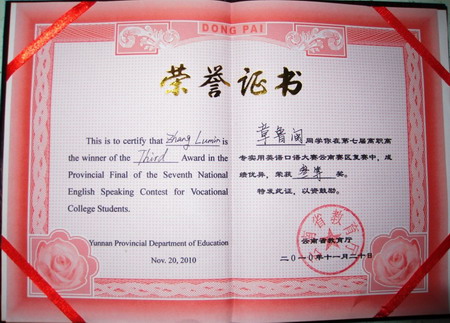 DONG PAI
荣誉证书
This is to certify that Zhang Lumin is
the winner of the Third Award in the
Provincial Final of the Seventh National
English Speaking Contest for Vocational
College Students.
Yunnan Provincial Department of Education
Nov. 20, 2010
章鲁闽同学你在第七届高职高
专实用英语口语大赛云南赛区复赛中，成
绩优异，荣获叁等奖。
特发此证，以资鼓励。
云南省教育厅
二〇一〇年十一月二十日